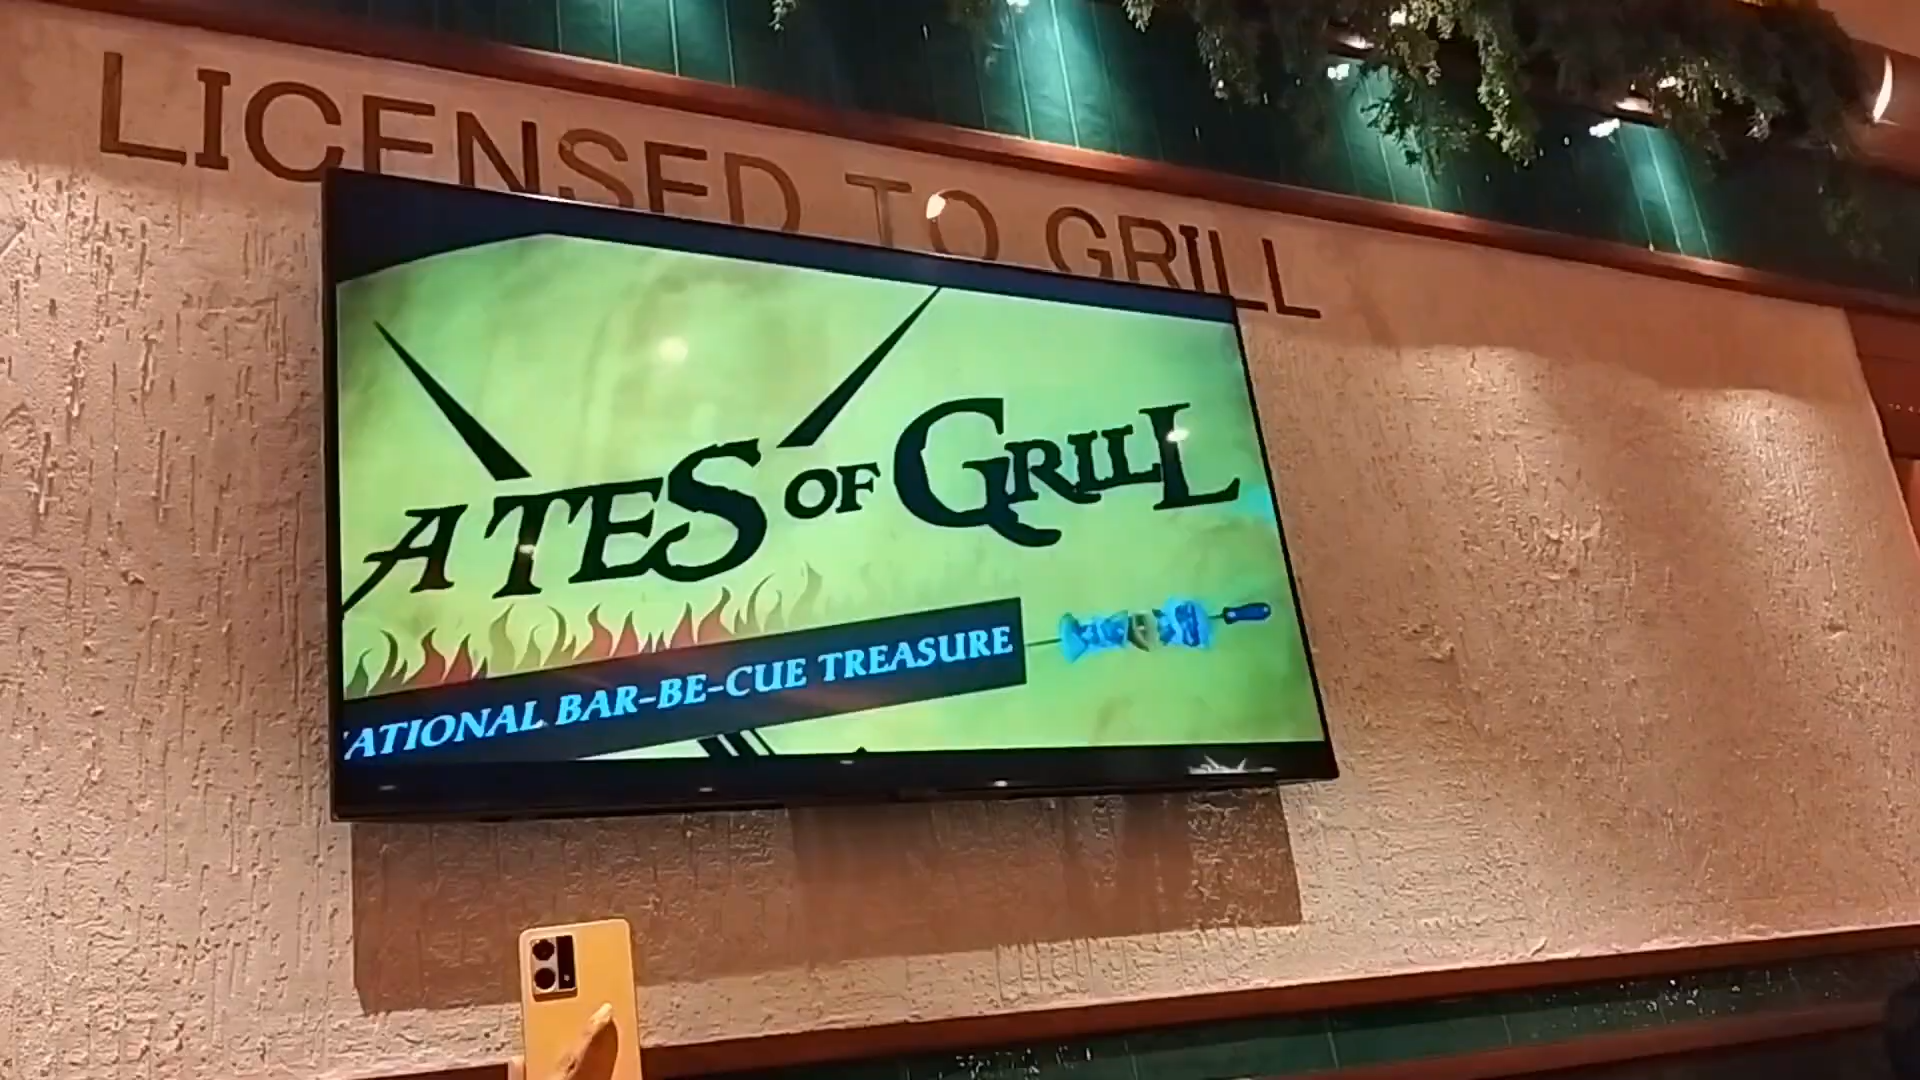 LICENSED TO GRILL
ATES OF GRILL
ATIONAL BAR-BE-CUE TREASURE